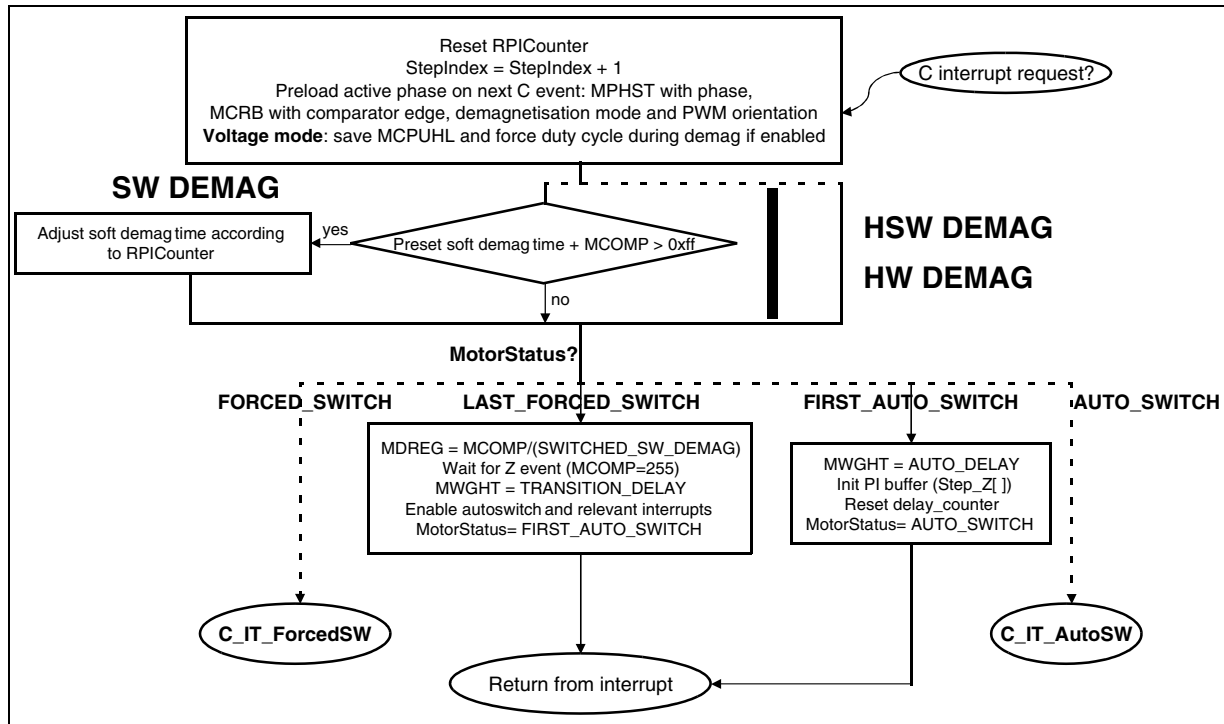 Reset RPICounter
StepIndex = StepIndex + 1
Preload active phase on next C event: MPHST with phase,
MCRB with comparator edge, demagnetisation mode and PWM orientation
Voltage mode: save MCPUHL and force duty cycle during demag if enabled
C interrupt request?
SW DEMAG
Adjust soft demag time according
to RPICounter
yes
Preset soft demag time + MCOMP > 0xff
no
HSW DEMAG
HW DEMAG
MotorStatus?
FORCED_SWITCH
LAST_FORCED_SWITCH
FIRST_AUTO_SWITCH
AUTO_SWITCH
MDREG = MCOMP/(SWITCHED_SW_DEMAG)
Wait for Z event (MCOMP=255)
MWGHT = TRANSITION_DELAY
Enable autoswitch and relevant interrupts
MotorStatus= FIRST_AUTO_SWITCH
MWGHT = AUTO_DELAY
Init PI buffer (Step_Z[ ])
Reset delay_counter
MotorStatus= AUTO_SWITCH
C_IT_ForcedSW
C_IT_AutoSW
Return from interrupt